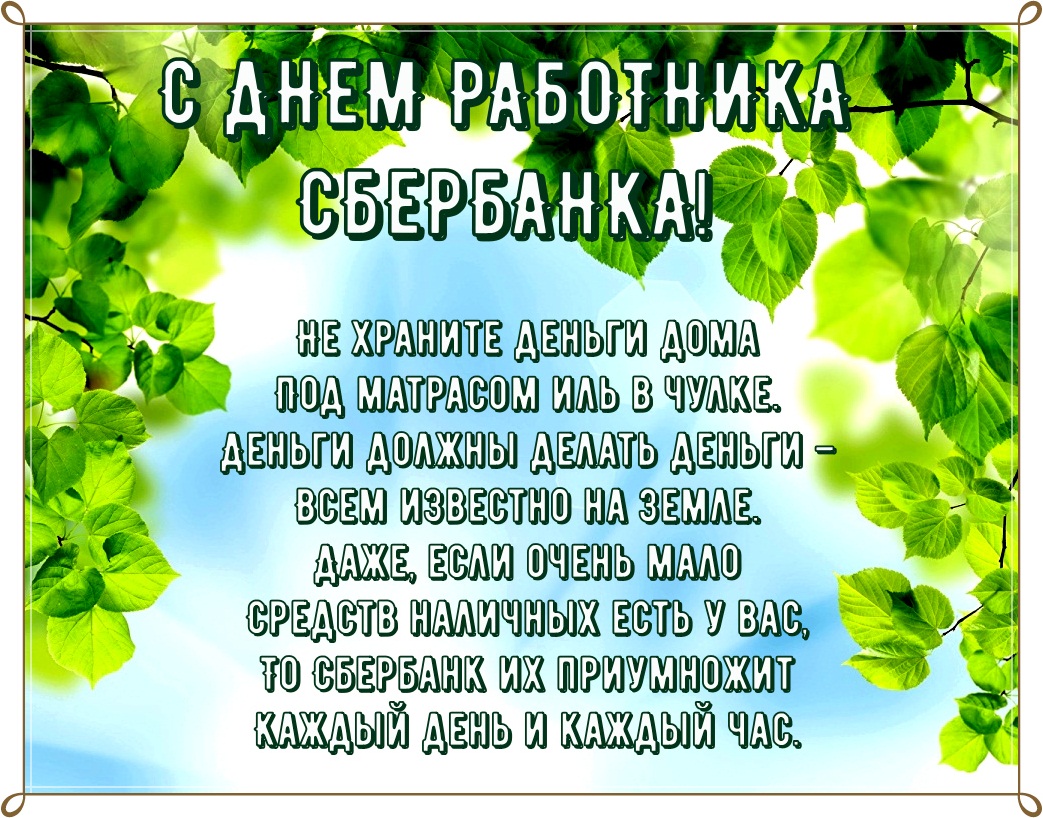 С ДНЕМ РАБОТНИКА
СБЕРБАНКА!
НЕ ХРАНИТЕ ДЕНЬГИ ДОМА
ПОД МАТРАСОМ ИЛЬ В ЧУЛКЕ.
ДЕНЬГИ ДОЛЖНЫ ДЕЛАТЬ ДЕНЬГИ –
ВСЕМ ИЗВЕСТНО НА ЗЕМЛЕ.
ДАЖЕ, ЕСЛИ ОЧЕНЬ МАЛО
СРЕДСТВ НАЛИЧНЫХ ЕСТЬ У ВАС,
ТО СБЕРБАНК ИХ ПРИУМНОЖИТ
КАЖДЫЙ ДЕНЬ И КАЖДЫЙ ЧАС.